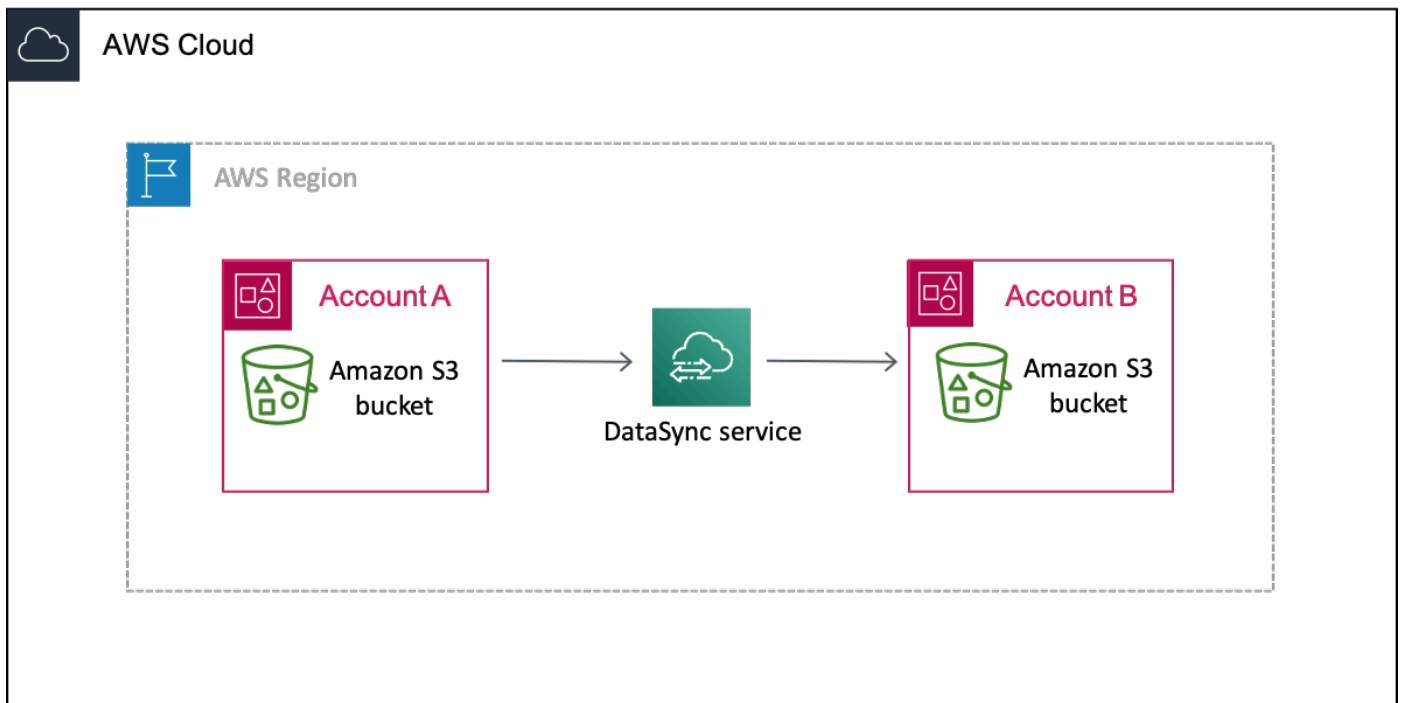 AWS Cloud
AWS Region
Account A
Amazon S3
bucket
DataSync service
Account B
Amazon S3
bucket